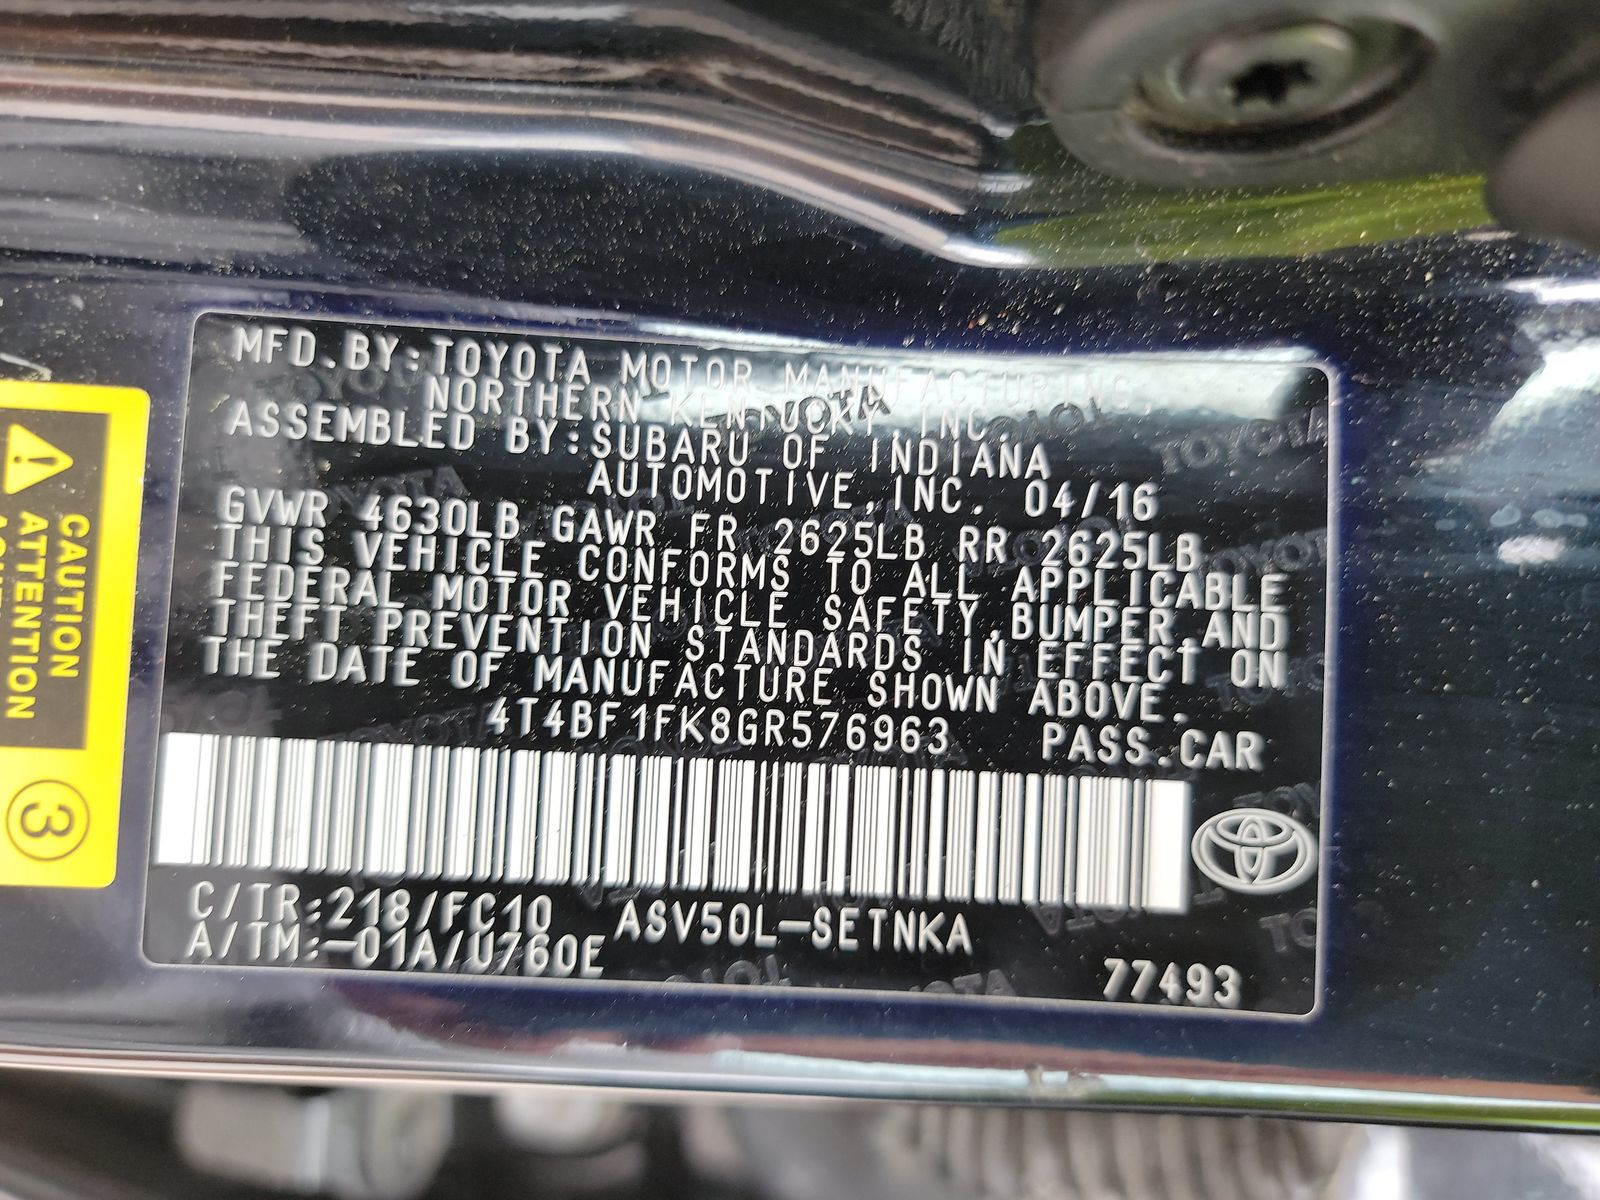 MFD.BY:TOYOTA MOTOR MANUFACTURING,
NORTHERN KENTUCKY INC.
ASSEMBLED BY:SUBARU OF INDIANA
AUTOMOTIVE,INC. 04/16
GVWR 4630LB GAWR FR 2625LB RR 2625LB
THIS VEHICLE CONFORMS TO ALL APPLICABLE
FEDERAL MOTOR VEHICLE SAFETY,BUMPER,AND
THEFT PREVENTION STANDARDS IN EFFECT ON
THE DATE OF MANUFACTURE SHOWN ABOVE.
4T4BF1FK8GR576963 PASS.CAR
C/TR:218/FC10 ASV50L-SETNKA
A/TM:-01A/U760E
77493
CAUTION
ATTENTION
3